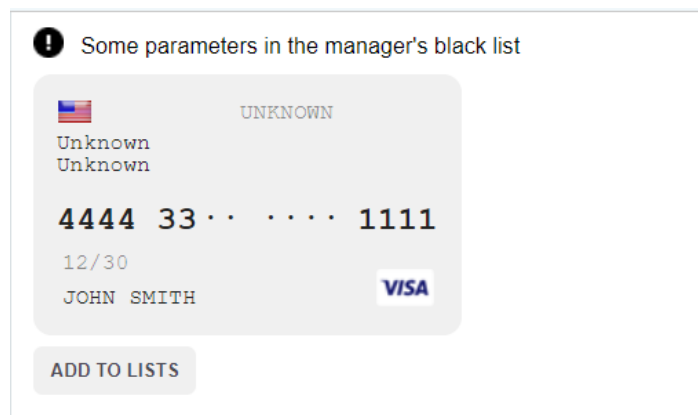 ! Some parameters in the manager's black list
UNKNOWN
Unknown
Unknown
4444 33·· ···· 1111
12/30
JOHN SMITH
VISA
ADD TO LISTS